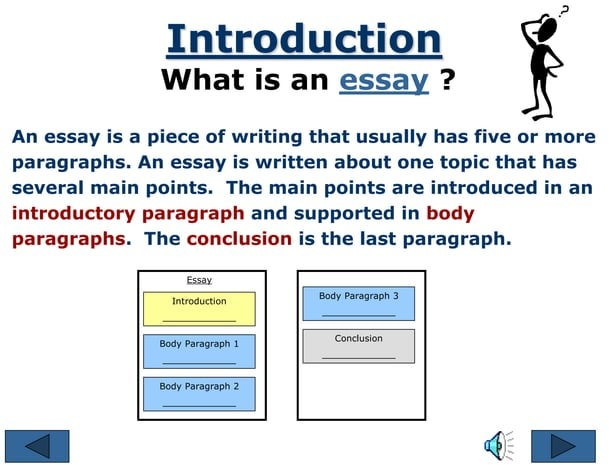 Introduction
What is an essay ?
?
An essay is a piece of writing that usually has five or more
paragraphs. An essay is written about one topic that has
several main points.  The main points are introduced in an
introductory paragraph and supported in body
paragraphs.  The conclusion is the last paragraph.
Essay
Introduction
Body Paragraph 1
Body Paragraph 2
Body Paragraph 3
Conclusion